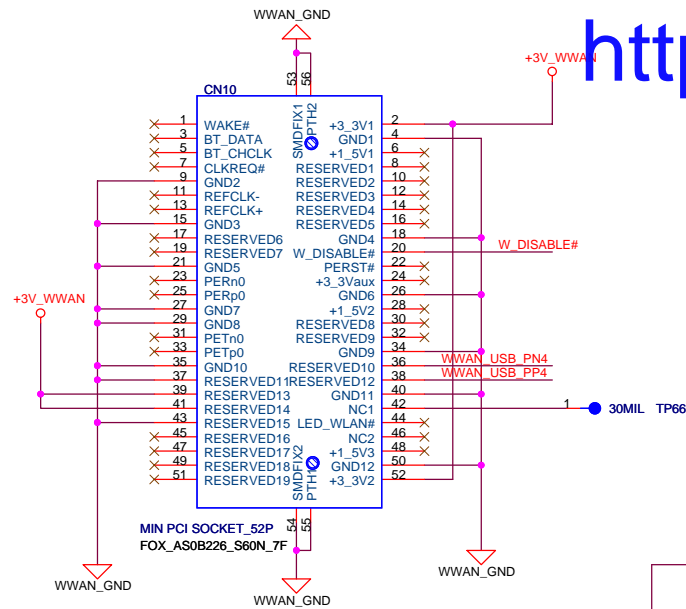 WWAN_GND
+3V_WWAN
http
53
56
CN10
SMDFIX1
PTH2
1 WAKE# +3_3V1 2
3 BT_DATA GND1 4
5 BT_CHCLK +1_5V1 6
7 CLKREQ# RESERVED1 8
9 GND2 RESERVED2 10
11 REFCLK- RESERVED3 12
13 REFCLK+ RESERVED4 14
15 GND3 RESERVED5 16
17 RESERVED6 GND4 18
19 RESERVED7 W_DISABLE# 20 W_DISABLE#
21 GND5 PERST# 22
23 PERn0 +3_3Vaux 24
25 PERp0 GND6 26
+3V_WWAN
27 GND7 +1_5V2 28
29 GND8 RESERVED8 30
31 PETn0 RESERVED9 32
33 PETp0 GND9 34
35 GND10 RESERVED10 36 WWAN_USB_PN4
37 RESERVED11 RESERVED12 38 WWAN_USB_PP4
39 RESERVED13 GND11 40
41 RESERVED14 NC1 42 1 30MIL TP66
43 RESERVED15 LED_WLAN# 44
45 RESERVED16 NC2 46
47 RESERVED17 +1_5V3 48
49 RESERVED18 GND12 50
51 RESERVED19 +3_3V2 52
SMDFIX2
PTH1
54
55
MIN PCI SOCKET_52P
FOX_AS0B226_S60N_7F
WWAN_GND
WWAN_GND
WWAN_GND